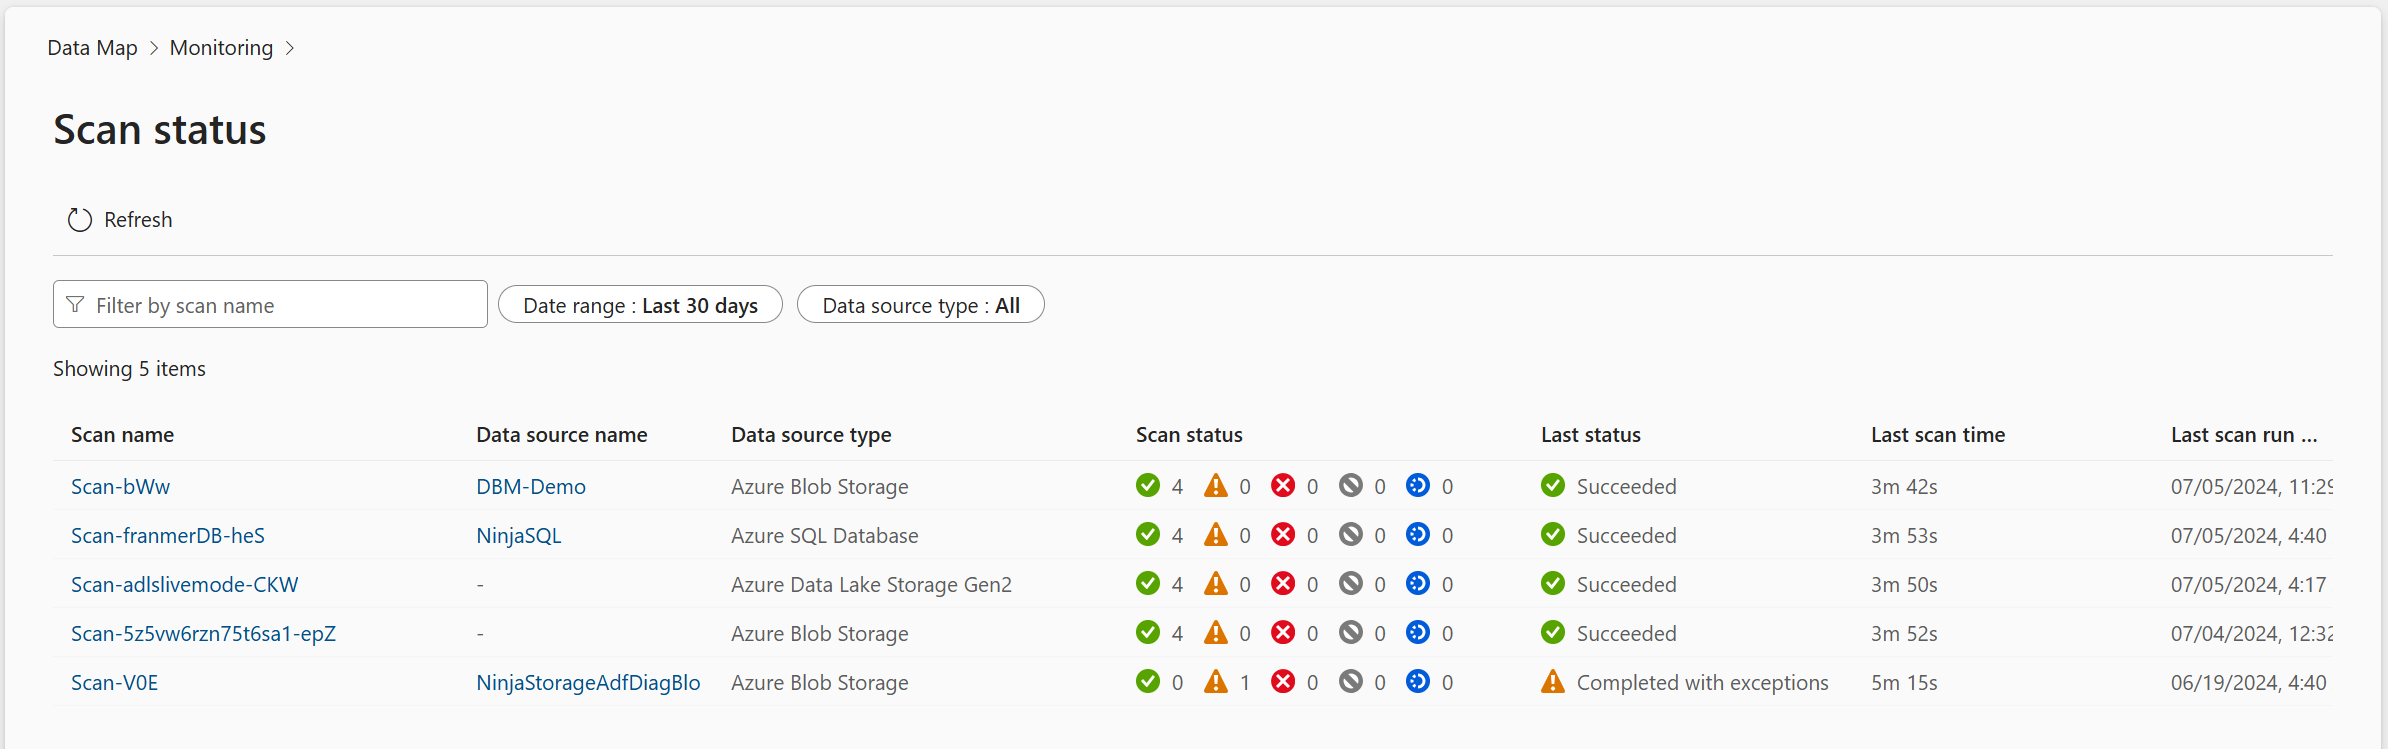 Data Map > Monitoring >
Scan status
Refresh
Filter by scan name Date range : Last 30 days Data source type : All
Showing 5 items
Scan name Data source name Data source type Scan status Last status Last scan time Last scan run ...
Scan-bWw DBM-Demo Azure Blob Storage 4 0 0 0 0 Succeeded 3m 42s 07/05/2024, 11:29
Scan-franmerDB-heS NinjaSQL Azure SQL Database 4 0 0 0 0 Succeeded 3m 53s 07/05/2024, 4:40
Scan-adlslivemode-CKW - Azure Data Lake Storage Gen2 4 0 0 0 0 Succeeded 3m 50s 07/05/2024, 4:17
Scan-5z5vw6rzn75t6sa1-epZ - Azure Blob Storage 4 0 0 0 0 Succeeded 3m 52s 07/04/2024, 12:32
Scan-V0E NinjaStorageAdfDiagBlo Azure Blob Storage 0 1 0 0 0 Completed with exceptions 5m 15s 06/19/2024, 4:40